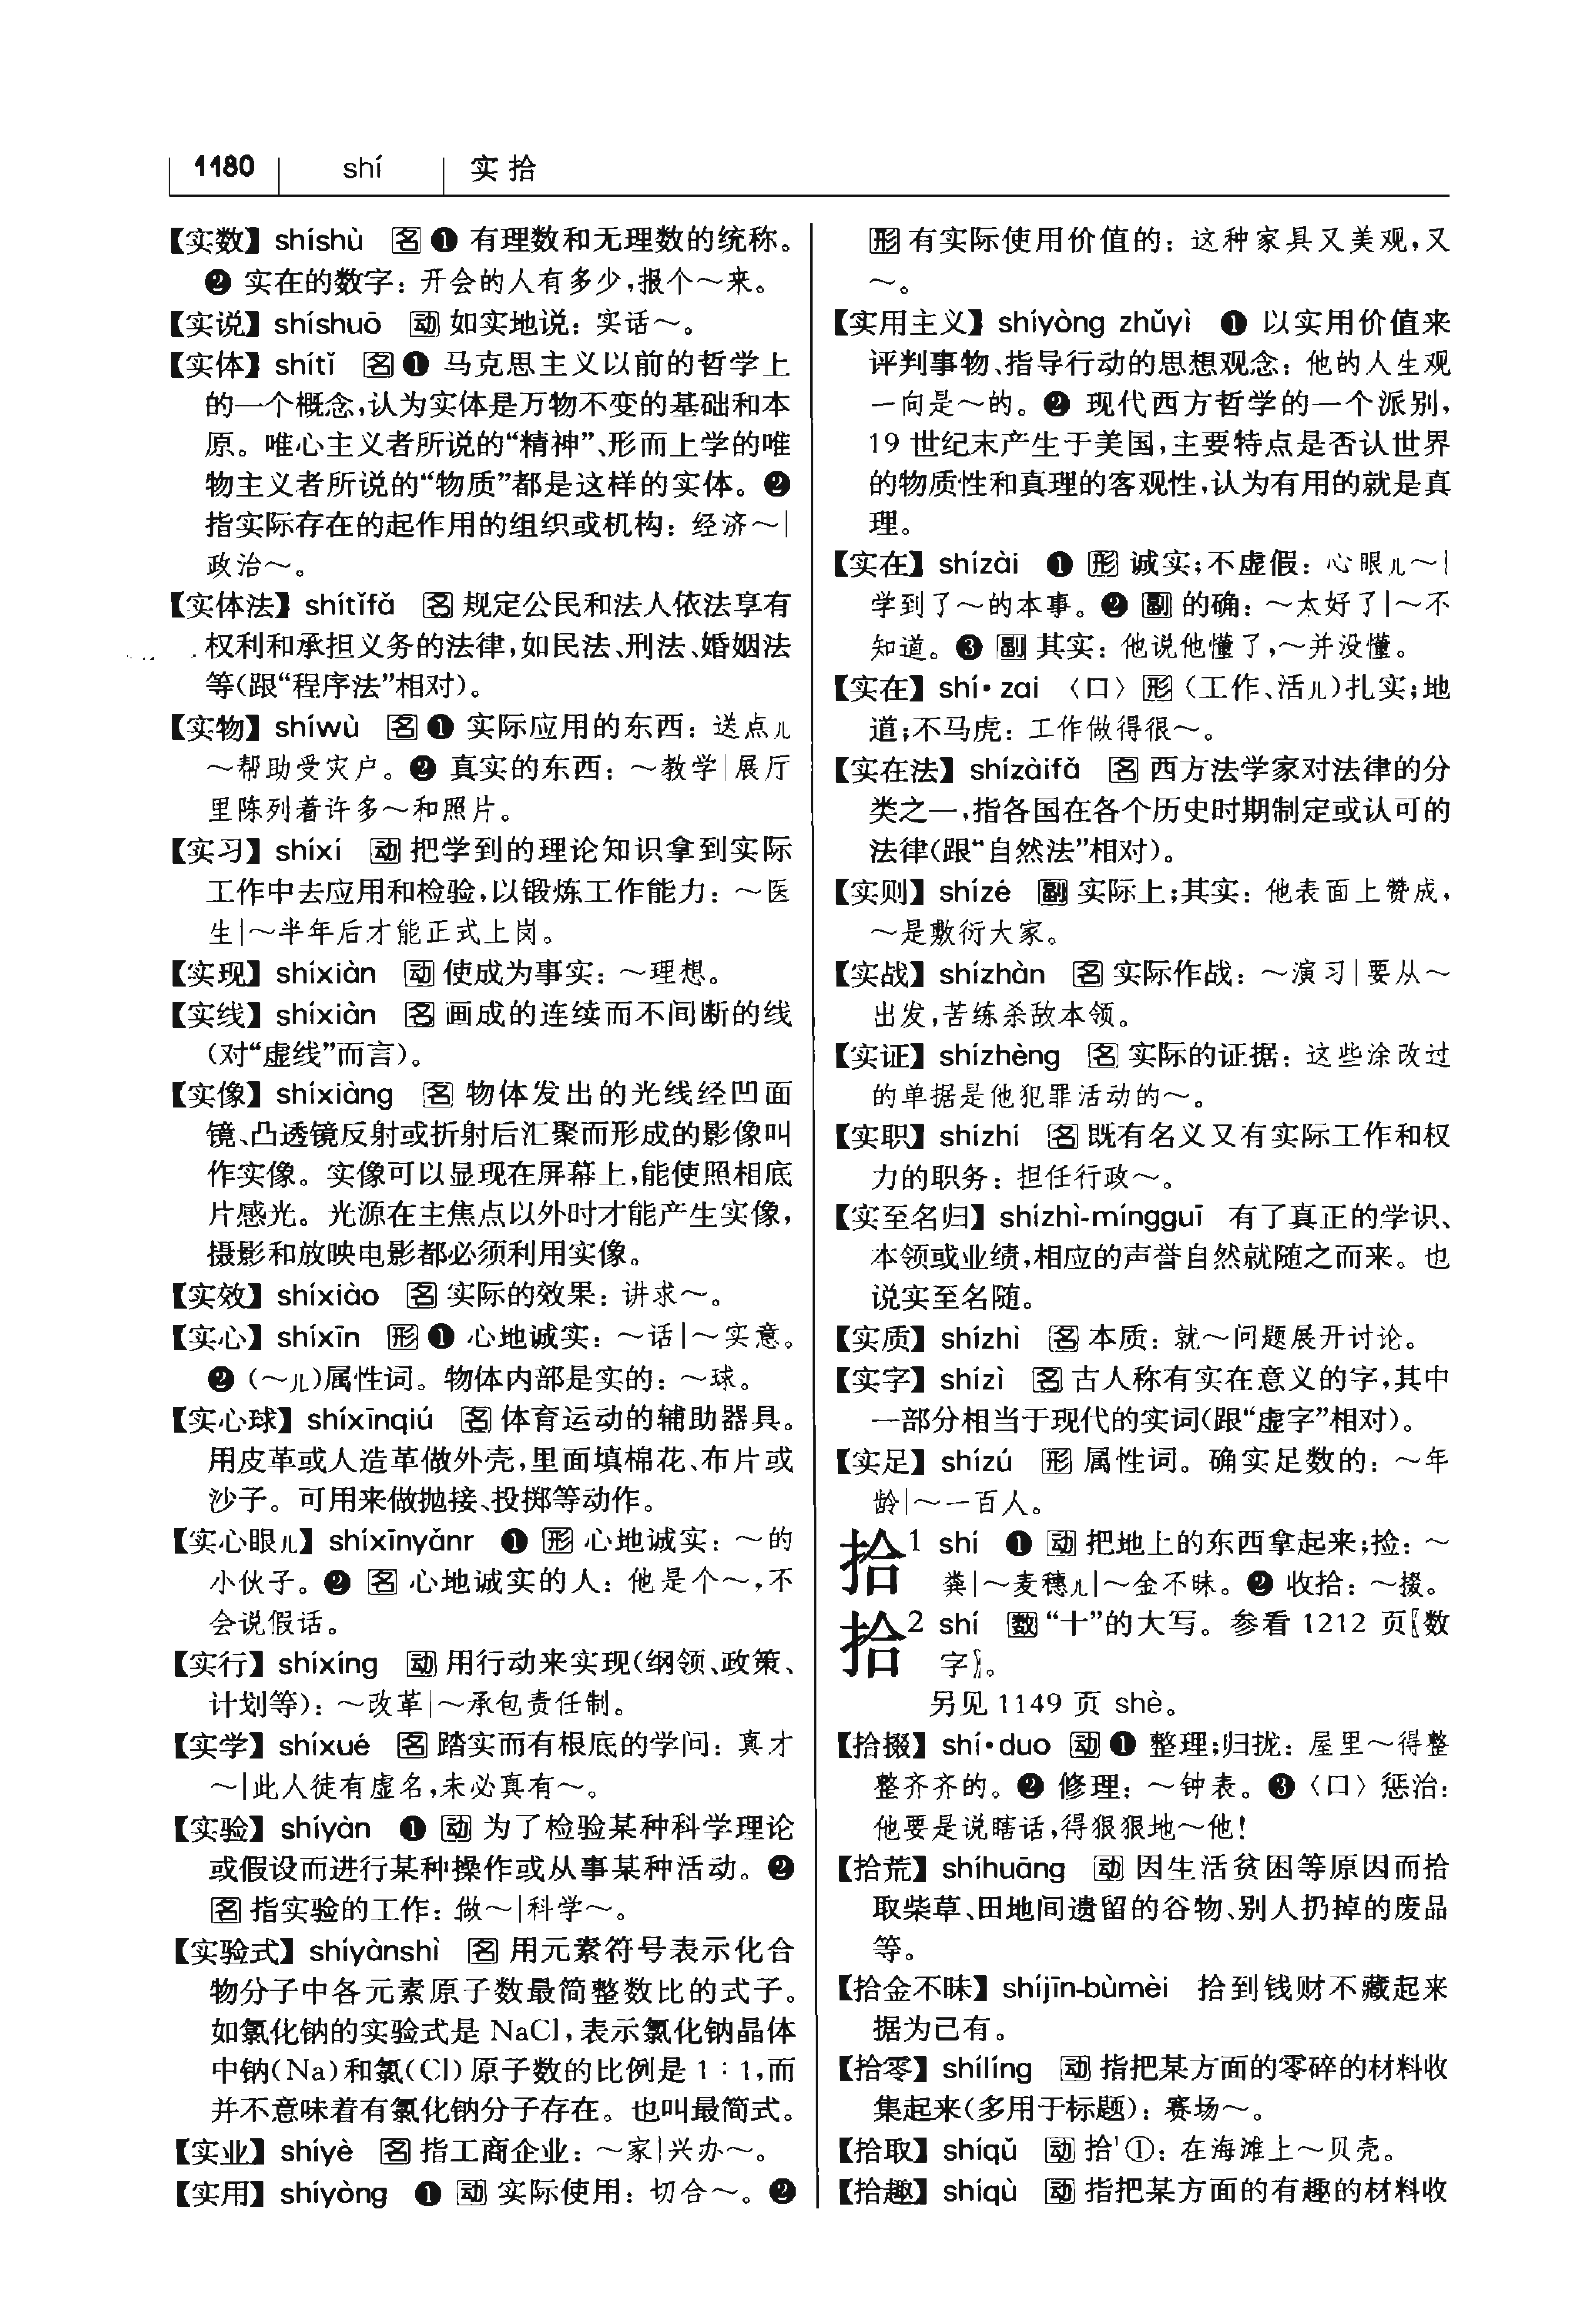 1180 shí 实 拾
【实数】 shíshù 名 ❶ 有理数和无理数的统称。
❷ 实在的数字：开会的人有多少，报个～来。
【实说】 shíshuō 动 如实地说：实话～。
【实体】 shítǐ 名 ❶ 马克思主义以前的哲学上
的一个概念，认为实体是万物不变的基础和本
原。唯心主义者所说的“精神”、形而上学的唯
物主义者所说的“物质”都是这样的实体。❷
指实际存在的起作用的组织或机构：经济～|
政治～。
【实体法】 shítǐfǎ 名 规定公民和法人依法享有
权利和承担义务的法律，如民法、刑法、婚姻法
等（跟“程序法”相对）。
【实物】 shíwù 名 ❶ 实际应用的东西：送点儿
～帮助受灾户。❷ 真实的东西：～教学|展厅
里陈列着许多～和照片。
【实习】 shíxí 动 把学到的理论知识拿到实际
工作中去应用和检验，以锻炼工作能力：～医
生|～半年后才能正式上岗。
【实现】 shíxiàn 动 使成为事实：～理想。
【实线】 shíxiàn 名 画成的连续而不间断的线
（对“虚线”而言）。
【实像】 shíxiàng 名 物体发出的光线经凹面
镜、凸透镜反射或折射后汇聚而形成的影像叫
作实像。实像可以显现在屏幕上，能使照相底
片感光。光源在主焦点以外时才能产生实像，
摄影和放映电影都必须利用实像。
【实效】 shíxiào 名 实际的效果：讲求～。
【实心】 shíxīn 形 ❶ 心地诚实：～话|～实意。
❷（～儿）属性词。物体内部是实的：～球。
【实心球】 shíxīnqiú 名 体育运动的辅助器具。
用皮革或人造革做外壳，里面填棉花、布片或
沙子。可用来做抛接、投掷等动作。
【实心眼儿】 shíxīnyǎnr ❶ 形 心地诚实：～的
小伙子。❷ 名 心地诚实的人：他是个～，不
会说假话。
【实行】 shíxíng 动 用行动来实现（纲领、政策、
计划等）：～改革|～承包责任制。
【实学】 shíxué 名 踏实而有根底的学问：真才
～|此人徒有虚名，未必真有～。
【实验】 shíyàn ❶ 动 为了检验某种科学理论
或假设而进行某种操作或从事某种活动。❷
名 指实验的工作：做～|科学～。
【实验式】 shíyànshì 名 用元素符号表示化合
物分子中各元素原子数最简整数比的式子。
如氯化钠的实验式是 NaCl，表示氯化钠晶体
中钠（Na）和氯（Cl）原子数的比例是 1∶1，而
并不意味着有氯化钠分子存在。也叫最简式。
【实业】 shíyè 名 指工商企业：～家|兴办～。
【实用】 shíyòng ❶ 动 实际使用：切合～。❷
形 有实际使用价值的：这种家具又美观，又
～。
【实用主义】 shíyòng zhǔyì ❶ 以实用价值来
评判事物、指导行动的思想观念：他的人生观
一向是～的。❷ 现代西方哲学的一个派别，
19 世纪末产生于美国，主要特点是否认世界
的物质性和真理的客观性，认为有用的就是真
理。
【实在】 shízài ❶ 形 诚实；不虚假：心眼儿～|
学到了～的本事。❷ 副 的确：～太好了|～不
知道。❸ 副 其实：他说他懂了，～并没懂。
【实在】 shí·zai 〈口〉 形 （工作、活儿）扎实；地
道；不马虎：工作做得很～。
【实在法】 shízàifǎ 名 西方法学家对法律的分
类之一，指各国在各个历史时期制定或认可的
法律（跟“自然法”相对）。
【实则】 shízé 副 实际上；其实：他表面上赞成，
～是敷衍大家。
【实战】 shízhàn 名 实际作战：～演习|要从～
出发，苦练杀敌本领。
【实证】 shízhèng 名 实际的证据：这些涂改过
的单据是他犯罪活动的～。
【实职】 shízhí 名 既有名义又有实际工作和权
力的职务：担任行政～。
【实至名归】 shízhì-míngguī 有了真正的学识、
本领或业绩，相应的声誉自然就随之而来。也
说实至名随。
【实质】 shízhì 名 本质：就～问题展开讨论。
【实字】 shízì 名 古人称有实在意义的字，其中
一部分相当于现代的实词（跟“虚字”相对）。
【实足】 shízú 形 属性词。确实足数的：～年
龄|～一百人。
拾¹ shí ❶ 动 把地上的东西拿起来；捡：～
粪|～麦穗儿|～金不昧。❷ 收拾：～掇。
拾² shí 数 “十”的大写。参看 1212 页〖数
字〗。
另见 1149 页 shè。
【拾掇】 shí·duo 动 ❶ 整理；归拢：屋里～得整
整齐齐的。❷ 修理：～钟表。❸〈口〉惩治：
他要是说瞎话，得狠狠地～他！
【拾荒】 shíhuāng 动 因生活贫困等原因而拾
取柴草、田地间遗留的谷物、别人扔掉的废品
等。
【拾金不昧】 shíjīn-bùmèi 拾到钱财不藏起来
据为己有。
【拾零】 shílíng 动 指把某方面的零碎的材料收
集起来（多用于标题）：赛场～。
【拾取】 shíqǔ 动 拾¹①：在海滩上～贝壳。
【拾趣】 shíqù 动 指把某方面的有趣的材料收